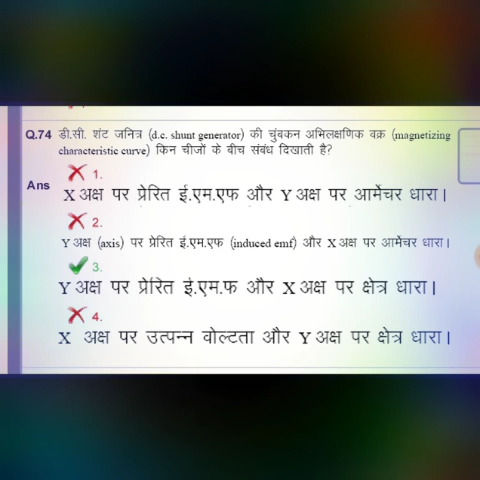 Q.74 डी.सी. शंट जनित्र (d.c. shunt generator) की चुंबकन अभिलक्षणिक वक्र (magnetizing
characteristic curve) किन चीजों के बीच संबंध दिखाती है?
Ans
1.
X अक्ष पर प्रेरित ई.एम.एफ और Y अक्ष पर आर्मेचर धारा।
2.
Y अक्ष (axis) पर प्रेरित ई.एम.एफ (induced emf) और X अक्ष पर आर्मेचर धारा।
3.
Y अक्ष पर प्रेरित ई.एम.फ और X अक्ष पर क्षेत्र धारा।
4.
X अक्ष पर उत्पन्न वोल्टता और Y अक्ष पर क्षेत्र धारा।